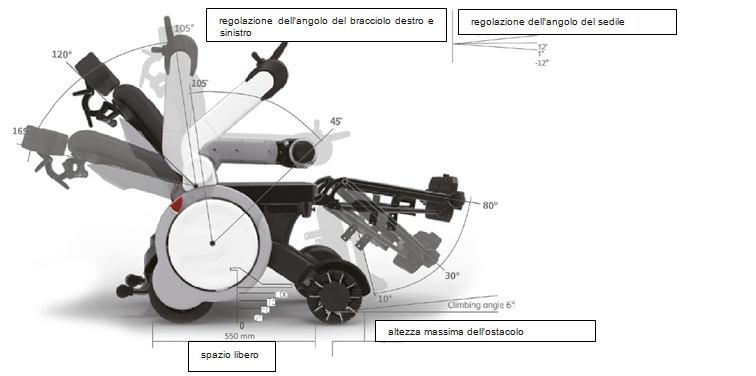 regolazione dell'angolo del bracciolo destro e
sinistro
regolazione dell'angolo del sedile
105°
12°
1°
-12°
120°
105°
45°
165
80°
30°
10°
Climbing angle 6°
0
550 mm
altezza massima dell'ostacolo
spazio libero